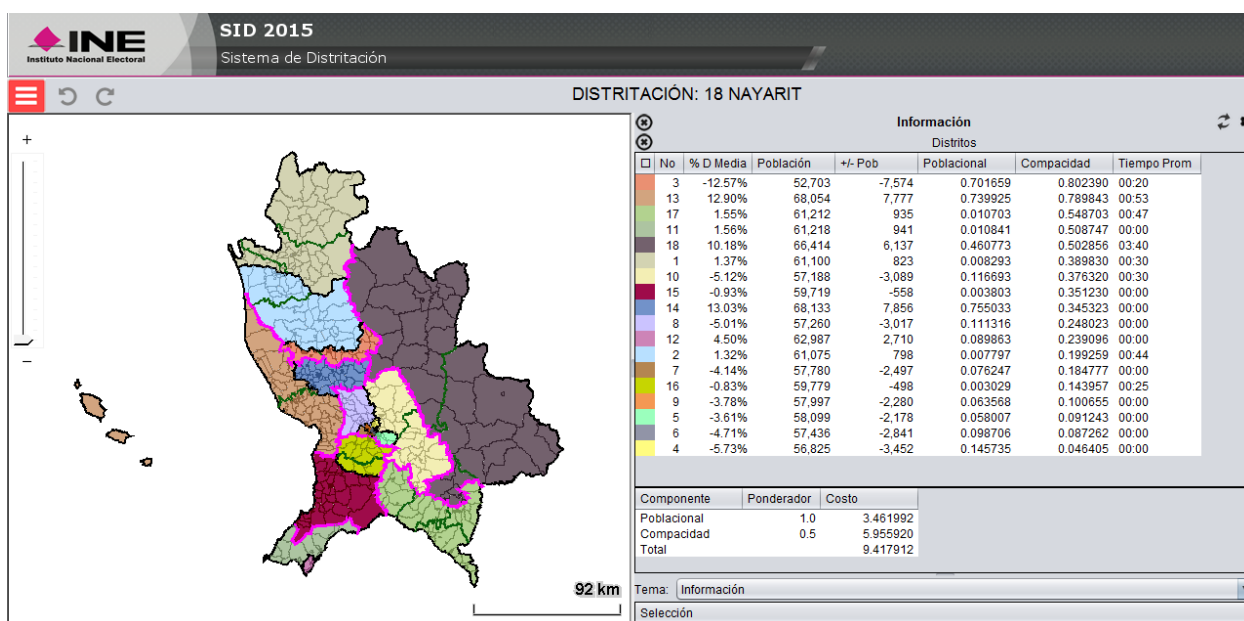 INE
Instituto Nacional Electoral
SID 2015
Sistema de Distritación
DISTRITACIÓN: 18 NAYARIT
+
−
92 km
Información
Distritos
No % D Media Población +/- Pob Poblacional Compacidad Tiempo Prom
3 -12.57% 52,703 -7,574 0.701659 0.802390 00:20
13 12.90% 68,054 7,777 0.739925 0.789843 00:53
17 1.55% 61,212 935 0.010703 0.548703 00:47
11 1.56% 61,218 941 0.010841 0.508747 00:00
18 10.18% 66,414 6,137 0.460773 0.502856 03:40
1 1.37% 61,100 823 0.008293 0.389830 00:30
10 -5.12% 57,188 -3,089 0.116693 0.376320 00:30
15 -0.93% 59,719 -558 0.003803 0.351230 00:00
14 13.03% 68,133 7,856 0.755033 0.345323 00:00
8 -5.01% 57,260 -3,017 0.111316 0.248023 00:00
12 4.50% 62,987 2,710 0.089863 0.239096 00:00
2 1.32% 61,075 798 0.007797 0.199259 00:44
7 -4.14% 57,780 -2,497 0.076247 0.184777 00:00
16 -0.83% 59,779 -498 0.003029 0.143957 00:25
9 -3.78% 57,997 -2,280 0.063568 0.100655 00:00
5 -3.61% 58,099 -2,178 0.058007 0.091243 00:00
6 -4.71% 57,436 -2,841 0.098706 0.087262 00:00
4 -5.73% 56,825 -3,452 0.145735 0.046405 00:00
Componente Ponderador Costo
Poblacional 1.0 3.461992
Compacidad 0.5 5.955920
Total 9.417912
Tema: Información
Selección